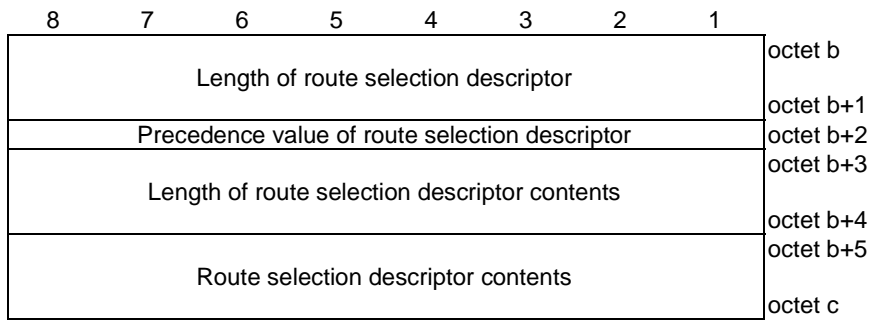 8 7 6 5 4 3 2 1
octet b
Length of route selection descriptor
octet b+1
Precedence value of route selection descriptor octet b+2
octet b+3
Length of route selection descriptor contents
octet b+4
octet b+5
Route selection descriptor contents
octet c